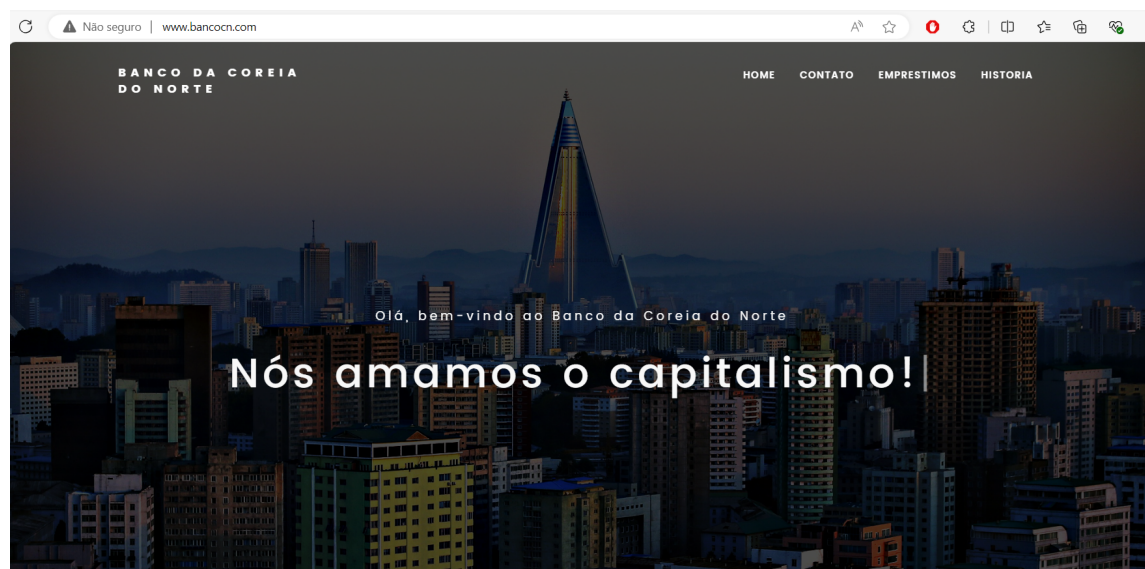 Não seguro | www.bancocn.com
BANCO DA COREIA
DO NORTE
HOME CONTATO EMPRESTIMOS HISTORIA
Olá, bem-vindo ao Banco da Coreia do Norte
Nós amamos o capitalismo!